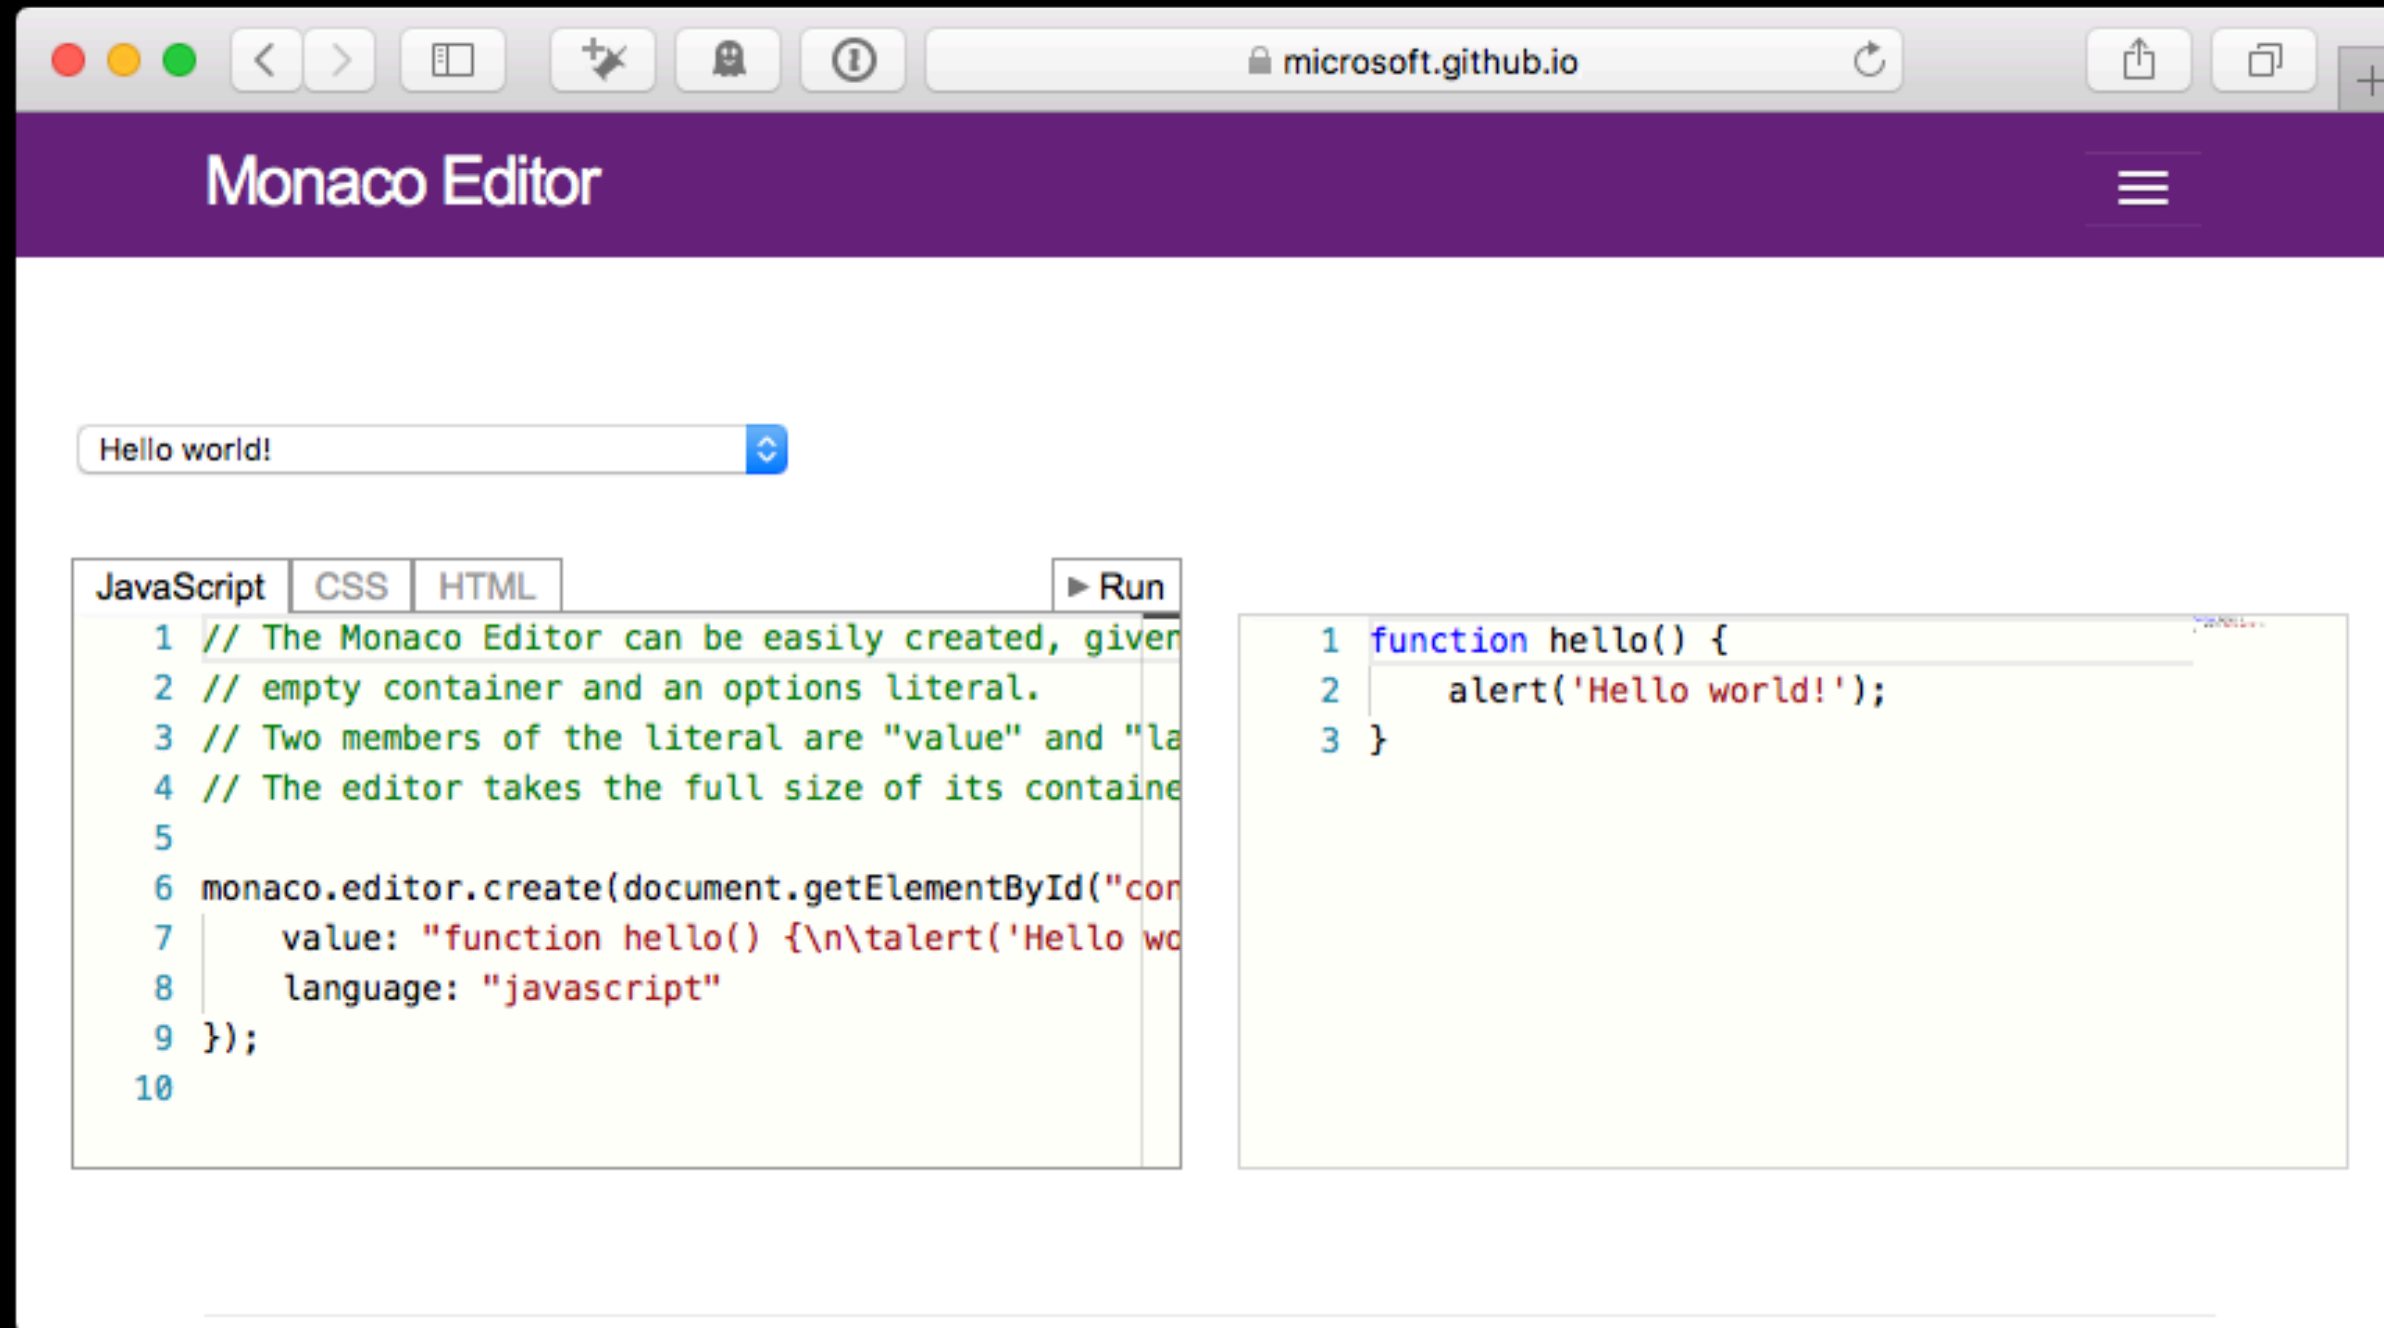 microsoft.github.io
Monaco Editor
Hello world!
JavaScript CSS HTML Run
1 // The Monaco Editor can be easily created, given
2 // empty container and an options literal.
3 // Two members of the literal are "value" and "la
4 // The editor takes the full size of its containe
5
6 monaco.editor.create(document.getElementById("con
7 value: "function hello() {\n\talert('Hello wo
8 language: "javascript"
9 });
10
1 function hello() {
2 alert('Hello world!');
3 }